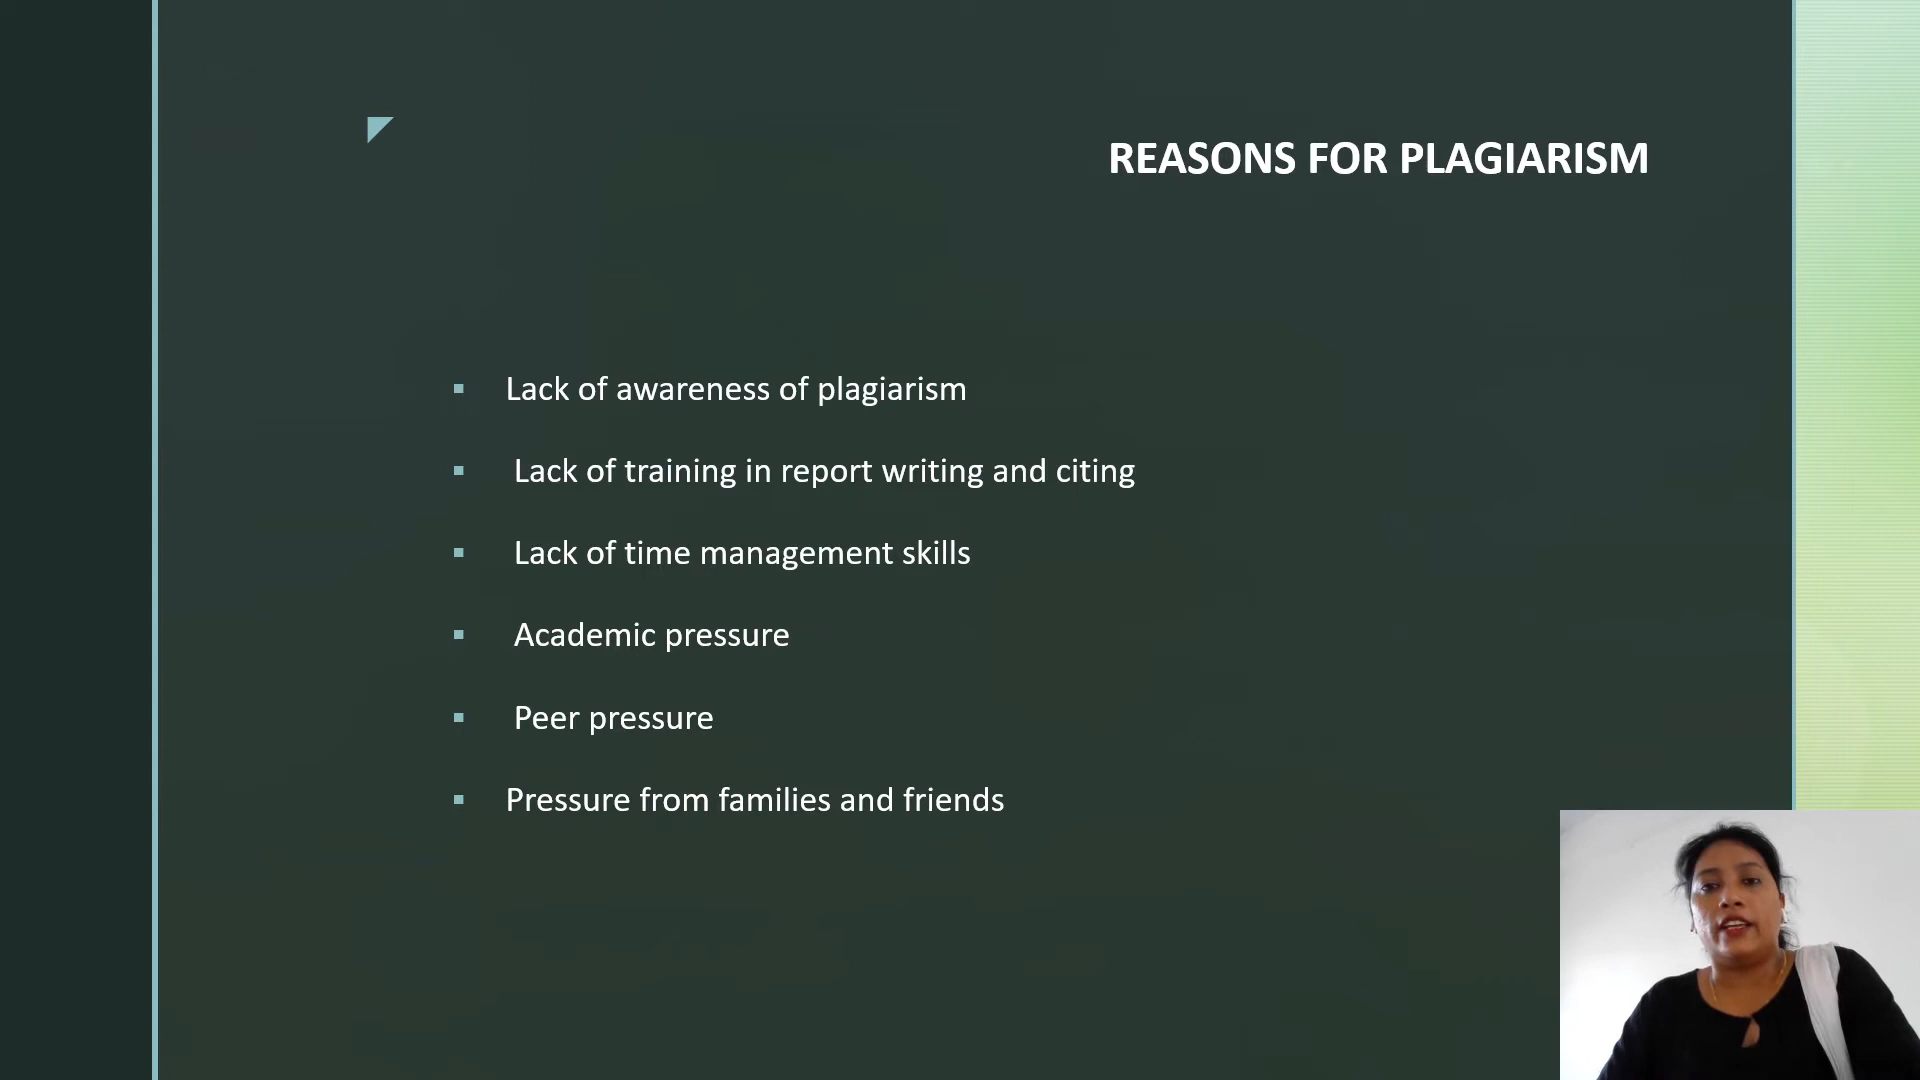 REASONS FOR PLAGIARISM
▪ Lack of awareness of plagiarism
▪ Lack of training in report writing and citing
▪ Lack of time management skills
▪ Academic pressure
▪ Peer pressure
▪ Pressure from families and friends